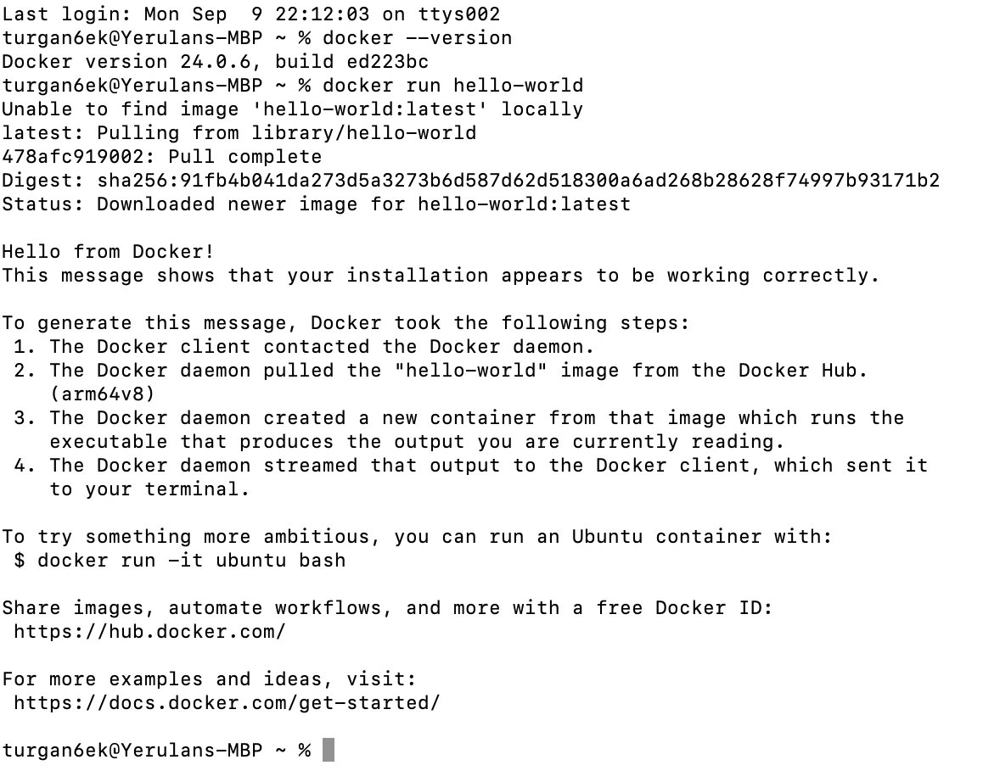 Last login: Mon Sep  9 22:12:03 on ttys002
turgan6ek@Yerulans-MBP ~ % docker --version
Docker version 24.0.6, build ed223bc
turgan6ek@Yerulans-MBP ~ % docker run hello-world
Unable to find image 'hello-world:latest' locally
latest: Pulling from library/hello-world
478afc919002: Pull complete
Digest: sha256:91fb4b041da273d5a3273b6d587d62d518300a6ad268b28628f74997b93171b2
Status: Downloaded newer image for hello-world:latest

Hello from Docker!
This message shows that your installation appears to be working correctly.

To generate this message, Docker took the following steps:
 1. The Docker client contacted the Docker daemon.
 2. The Docker daemon pulled the "hello-world" image from the Docker Hub.
    (arm64v8)
 3. The Docker daemon created a new container from that image which runs the
    executable that produces the output you are currently reading.
 4. The Docker daemon streamed that output to the Docker client, which sent it
    to your terminal.

To try something more ambitious, you can run an Ubuntu container with:
 $ docker run -it ubuntu bash

Share images, automate workflows, and more with a free Docker ID:
 https://hub.docker.com/

For more examples and ideas, visit:
 https://docs.docker.com/get-started/

turgan6ek@Yerulans-MBP ~ %